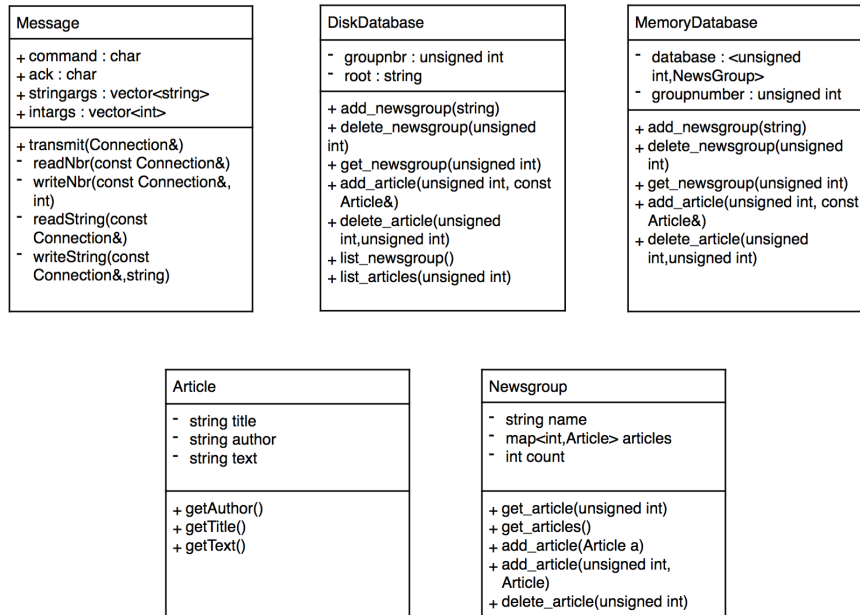 Message
+ command : char
+ ack : char
+ stringargs : vector<string>
+ intargs : vector<int>
+ transmit(Connection&)
- readNbr(const Connection&)
- writeNbr(const Connection&,
int)
- readString(const
Connection&)
- writeString(const
Connection&,string)
DiskDatabase
- groupnbr : unsigned int
- root : string
+ add_newsgroup(string)
+ delete_newsgroup(unsigned
int)
+ get_newsgroup(unsigned int)
+ add_article(unsigned int, const
Article&)
+ delete_article(unsigned
int,unsigned int)
+ list_newsgroup()
+ list_articles(unsigned int)
MemoryDatabase
- database : <unsigned
int,NewsGroup>
- groupnumber : unsigned int
+ add_newsgroup(string)
+ delete_newsgroup(unsigned
int)
+ get_newsgroup(unsigned int)
+ add_article(unsigned int, const
Article&)
+ delete_article(unsigned
int,unsigned int)
Article
- string title
- string author
- string text
+ getAuthor()
+ getTitle()
+ getText()
Newsgroup
- string name
- map<int,Article> articles
- int count
+ get_article(unsigned int)
+ get_articles()
+ add_article(Article a)
+ add_article(unsigned int,
Article)
+ delete_article(unsigned int)